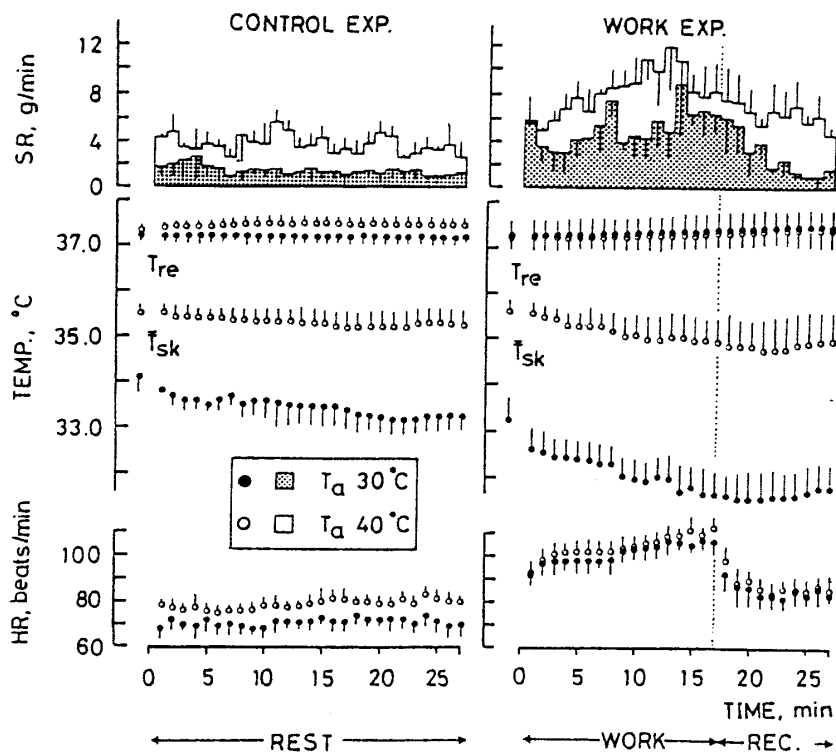 CONTROL EXP.
WORK EXP.
SR, g/min
12
8
4
0
TEMP., °C
37.0
35.0
33.0
Tre
T̄sk
Tre
T̄sk
● ▩ Ta 30°C
○ □ Ta 40°C
HR, beats/min
100
80
60
0 5 10 15 20 25
0 5 10 15 20 25
TIME, min
REST
WORK
REC.